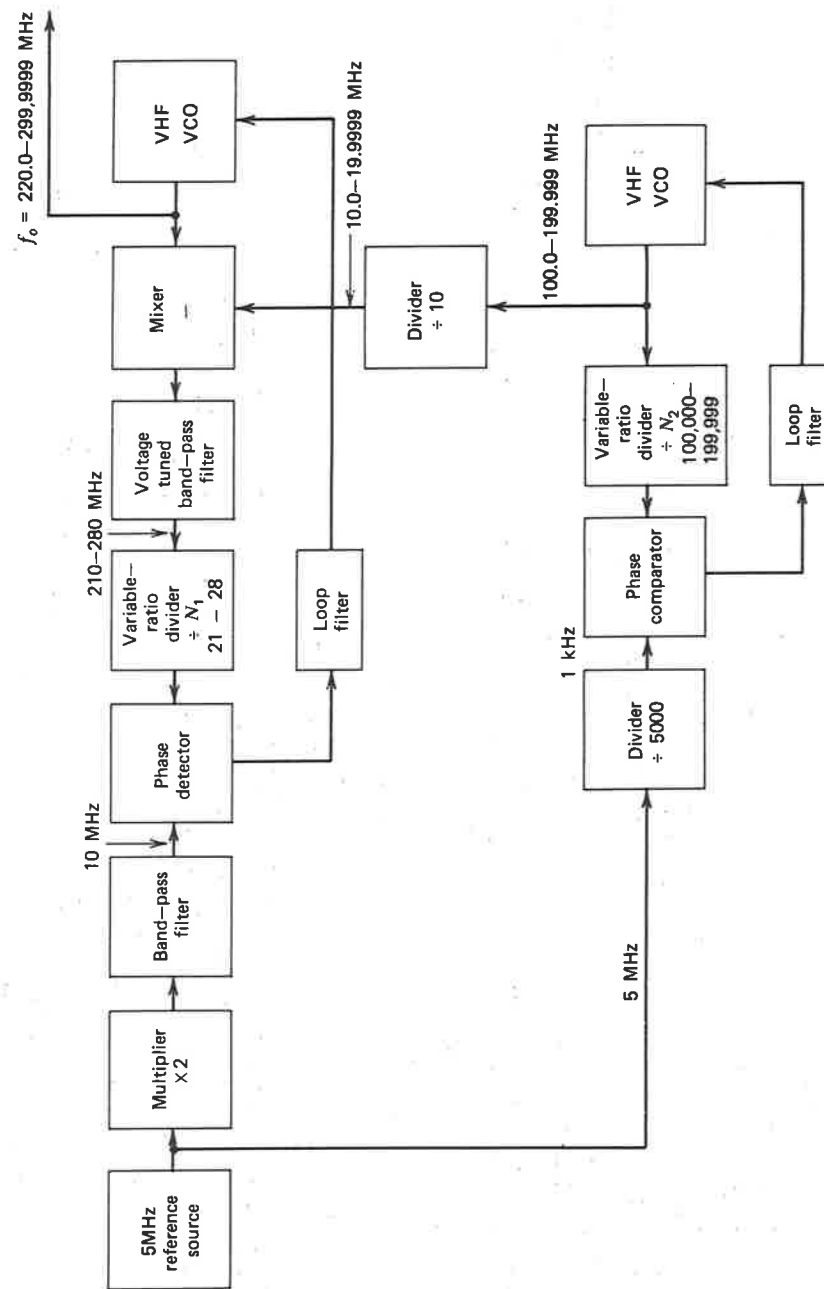 5MHz
reference
source
Multiplier
X 2
Band—pass
filter
10 MHz
Phase
detector
Variable—
ratio
divider
÷ N₁
21 – 28
210–280 MHz
Voltage
tuned
band—pass
filter
Mixer
–
VHF
VCO
fₒ = 220.0–299,9999 MHz
Loop
filter
10.0–19.9999 MHz
Divider
÷ 10
100.0–199.999 MHz
5 MHz
Divider
÷ 5000
1 kHz
Phase
comparator
Variable—
ratio
divider
÷ N₂
100,000–
199,999
VHF
VCO
Loop
filter